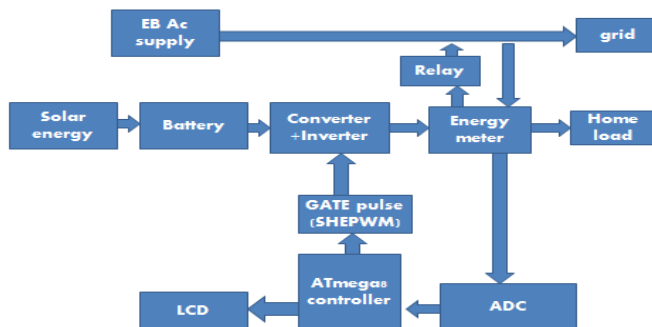 EB Ac
supply
grid
Relay
Solar
energy
Battery
Converter
+Inverter
Energy
meter
Home
load
GATE pulse
(SHEPWM)
LCD
ATmega8
controller
ADC